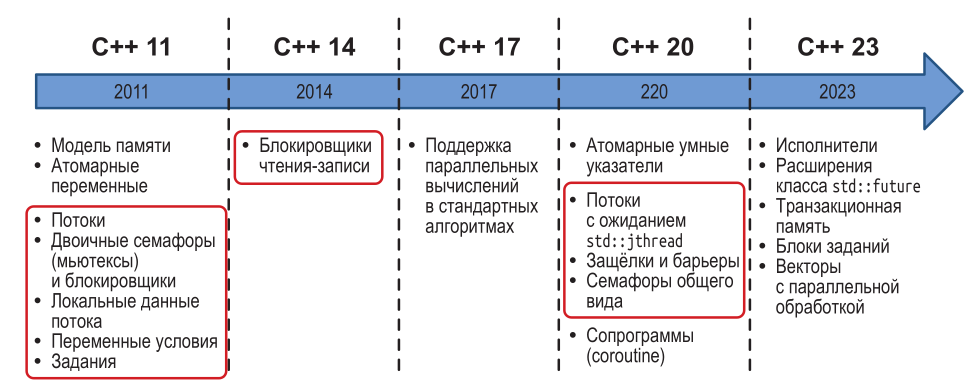 C++ 11
C++ 14
C++ 17
C++ 20
C++ 23
2011
2014
2017
220
2023
• Модель памяти
• Атомарные
переменные
• Потоки
• Двоичные семафоры
(мьютексы)
и блокировщики
• Локальные данные
потока
• Переменные условия
• Задания
• Блокировщики
чтения-записи
• Поддержка
параллельных
вычислений
в стандартных
алгоритмах
• Атомарные умные
указатели
• Потоки
с ожиданием
std::jthread
• Защёлки и барьеры
• Семафоры общего
вида
• Сопрограммы
(coroutine)
• Исполнители
• Расширения
класса std::future
• Транзакционная
память
• Блоки заданий
• Векторы
с параллельной
обработкой